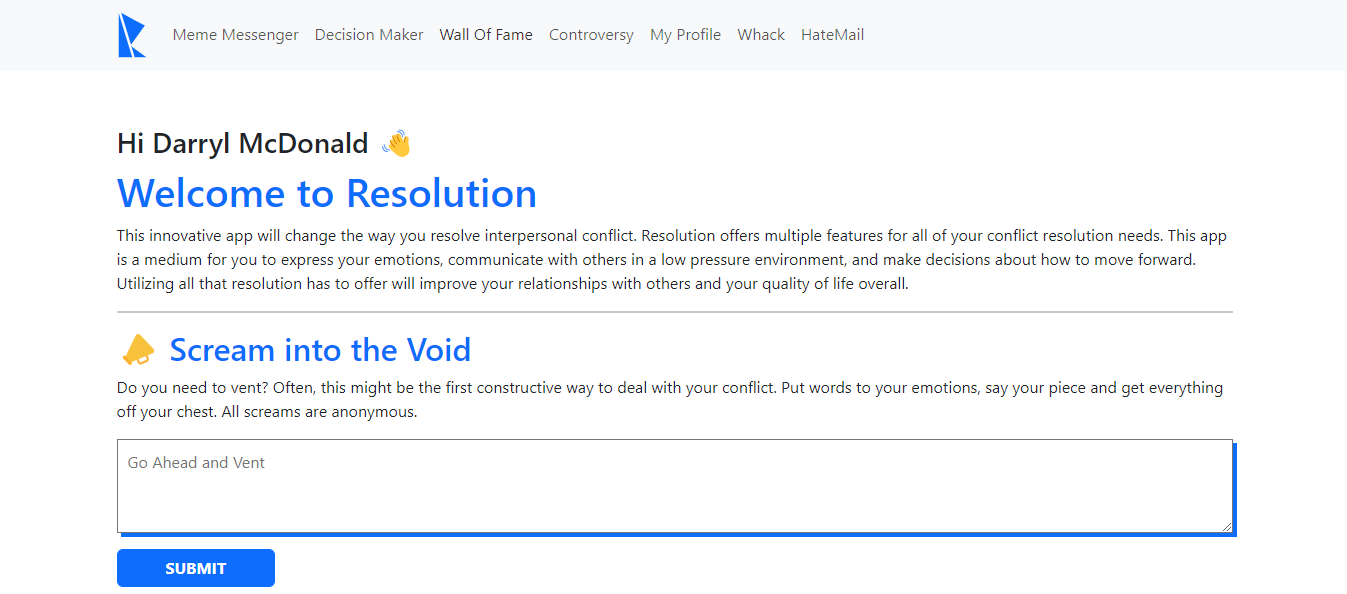 Meme Messenger Decision Maker Wall Of Fame Controversy My Profile Whack HateMail
Hi Darryl McDonald
Welcome to Resolution
This innovative app will change the way you resolve interpersonal conflict. Resolution offers multiple features for all of your conflict resolution needs. This app
is a medium for you to express your emotions, communicate with others in a low pressure environment, and make decisions about how to move forward.
Utilizing all that resolution has to offer will improve your relationships with others and your quality of life overall.
Scream into the Void
Do you need to vent? Often, this might be the first constructive way to deal with your conflict. Put words to your emotions, say your piece and get everything
off your chest. All screams are anonymous.
Go Ahead and Vent
SUBMIT